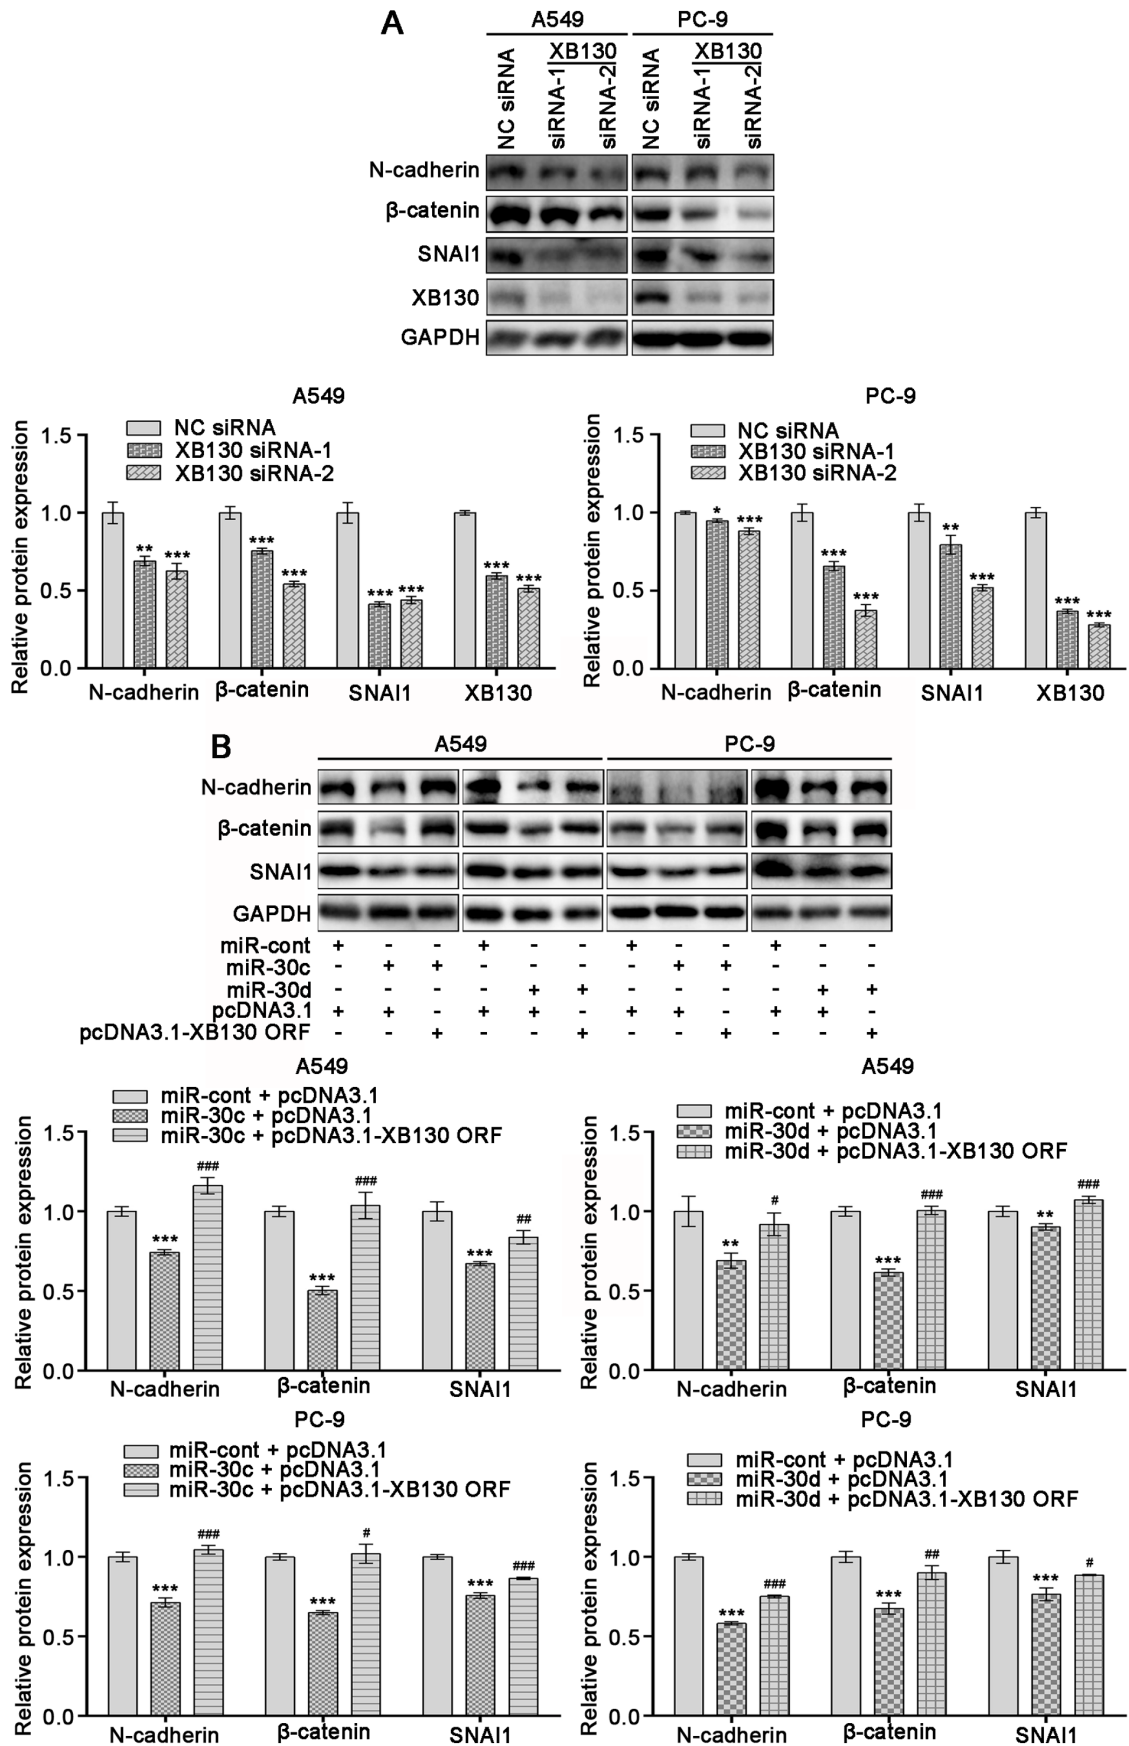 A
A549 PC-9
XB130 XB130
NC siRNA siRNA-1 siRNA-2 NC siRNA siRNA-1 siRNA-2
N-cadherin
β-catenin
SNAI1
XB130
GAPDH
A549
NC siRNA
XB130 siRNA-1
XB130 siRNA-2
Relative protein expression
1.5
1.0
0.5
0.0
** *** *** *** *** *** *** ***
N-cadherin β-catenin SNAI1 XB130
PC-9
NC siRNA
XB130 siRNA-1
XB130 siRNA-2
Relative protein expression
1.5
1.0
0.5
0.0
* *** *** *** ** *** *** ***
N-cadherin β-catenin SNAI1 XB130
B
A549 PC-9
N-cadherin
β-catenin
SNAI1
GAPDH
miR-cont + - - + - - + - - + - -
miR-30c - + + - - - - + + - - -
miR-30d - - - - + + - - - - + +
pcDNA3.1 + + - + + - + + - + + -
pcDNA3.1-XB130 ORF - - + - - + - - + - - +
A549
miR-cont + pcDNA3.1
miR-30c + pcDNA3.1
miR-30c + pcDNA3.1-XB130 ORF
Relative protein expression
1.5
1.0
0.5
0.0
*** ### *** ### *** ##
N-cadherin β-catenin SNAI1
A549
miR-cont + pcDNA3.1
miR-30d + pcDNA3.1
miR-30d + pcDNA3.1-XB130 ORF
Relative protein expression
1.5
1.0
0.5
0.0
** # *** ### ** ###
N-cadherin β-catenin SNAI1
PC-9
miR-cont + pcDNA3.1
miR-30c + pcDNA3.1
miR-30c + pcDNA3.1-XB130 ORF
Relative protein expression
1.5
1.0
0.5
0.0
*** ### *** # *** ###
N-cadherin β-catenin SNAI1
PC-9
miR-cont + pcDNA3.1
miR-30d + pcDNA3.1
miR-30d + pcDNA3.1-XB130 ORF
Relative protein expression
1.5
1.0
0.5
0.0
*** ### *** ## *** #
N-cadherin β-catenin SNAI1